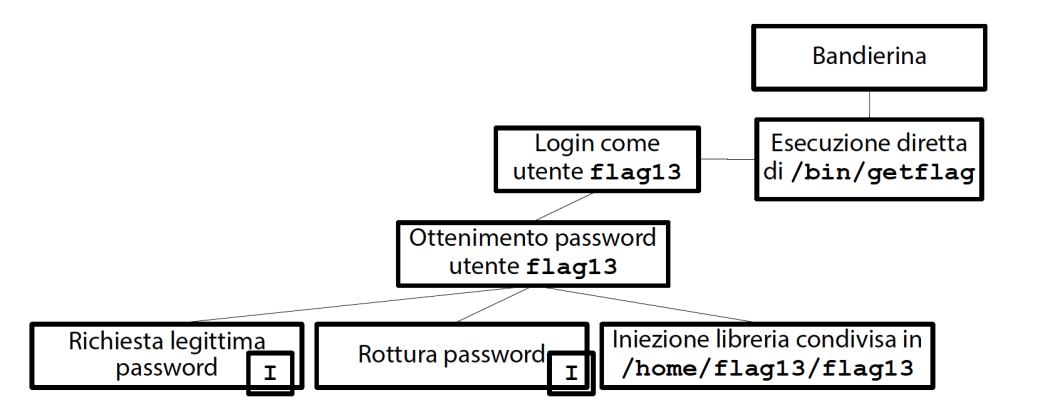 Bandierina
Login come
utente flag13
Esecuzione diretta
di /bin/getflag
Ottenimento password
utente flag13
Richiesta legittima
password
I
Rottura password
I
Iniezione libreria condivisa in
/home/flag13/flag13